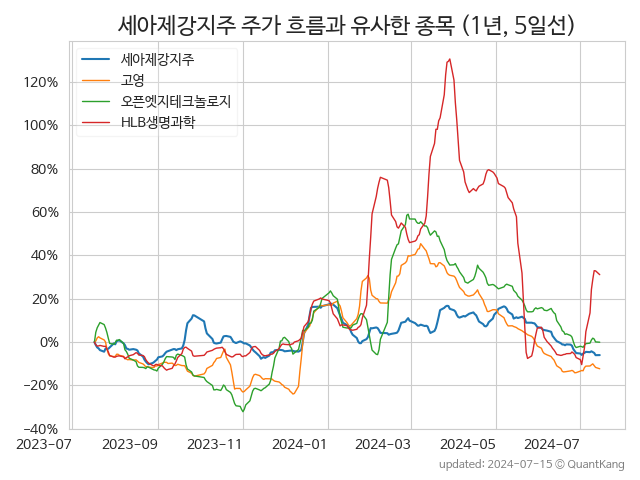 세아제강지주 주가 흐름과 유사한 종목 (1년, 5일선)
세아제강지주
고영
오픈엣지테크놀로지
HLB생명과학
120%
100%
80%
60%
40%
20%
0%
−20%
−40%
2023-07
2023-09
2023-11
2024-01
2024-03
2024-05
2024-07
updated: 2024-07-15 © QuantKang